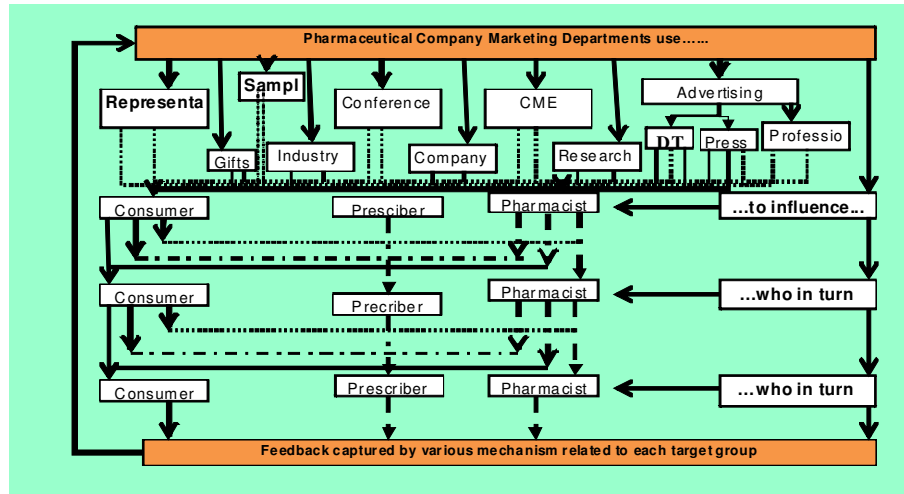 Pharmaceutical Company Marketing Departments use……
Representa
Sampl
Conference
CME
Advertising
Gifts
Industry
Company
Research
DT
Press
Professio
Consumer
Presciber
Pharmacist
…to influence…
Consumer
Precriber
Pharmacist
…who in turn
Consumer
Prescriber
Pharmacist
…who in turn
Feedback captured by various mechanism related to each target group